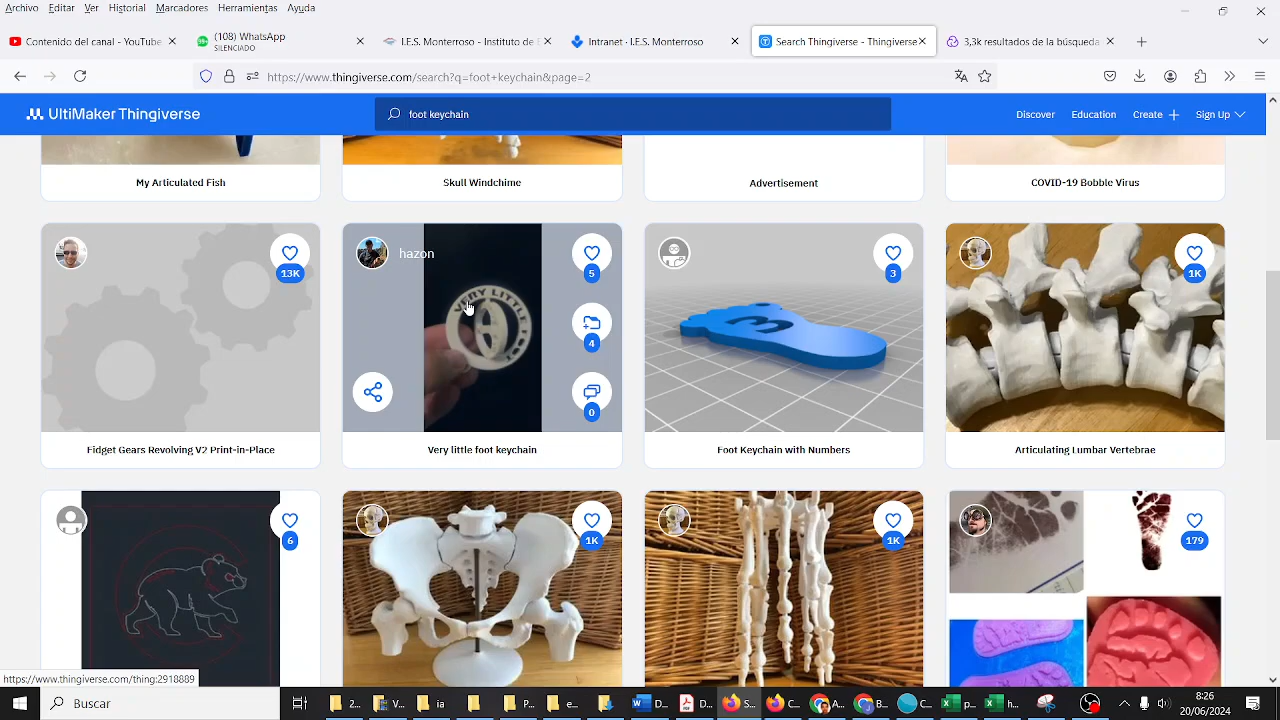 Archivo Editar Ver Historial Marcadores Herramientas Ayuda
Contenido del canal - YouTube
(108) WhatsApp
SILENCIADO
I.E.S. Monterroso - Instituto de E
Intranet · I.E.S. Monterroso
Search Thingiverse - Thingiverse
3,3k resultados de la búsqueda
https://www.thingiverse.com/search?q=foot+keychain&page=2
UltiMaker Thingiverse
foot keychain
Discover
Education
Create
Sign Up
My Articulated Fish
Skull Windchime
Advertisement
COVID-19 Bobble Virus
13K
hazon
5
4
0
VERY LITTLE
3
3
1K
Fidget Gears Revolving V2 Print-in-Place
Very little foot keychain
Foot Keychain with Numbers
Articulating Lumbar Vertebrae
6
1K
1K
179
https://www.thingiverse.com/thing:2918889
Buscar
2...
V...
ia
P...
e...
D...
D...
S...
C...
A...
B...
C...
p...
h...
8:26
20/06/2024